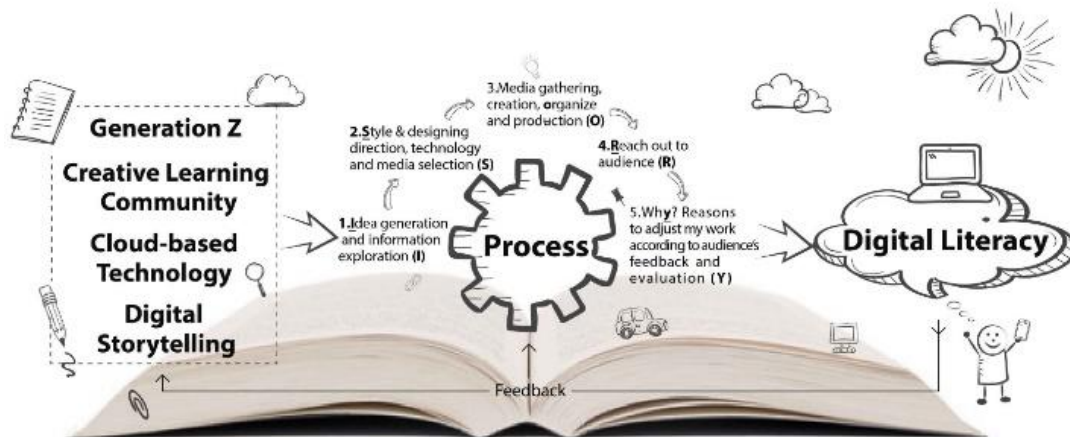 Generation Z
Creative Learning
Community
Cloud-based
Technology
Digital
Storytelling
1.Idea generation
and information
exploration (I)
2.Style & designing
direction, technology
and media selection (S)
3.Media gathering,
creation, organize
and production (O)
4.Reach out to
audience (R)
5.Why? Reasons
to adjust my work
according to audience's
feedback and
evaluation (Y)
Process
Digital Literacy
Feedback